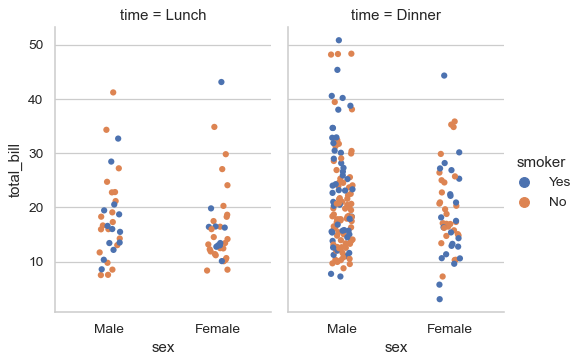 time = Lunch
time = Dinner
50
40
30
20
10
total_bill
Male
Female
Male
Female
sex
sex
smoker
Yes
No